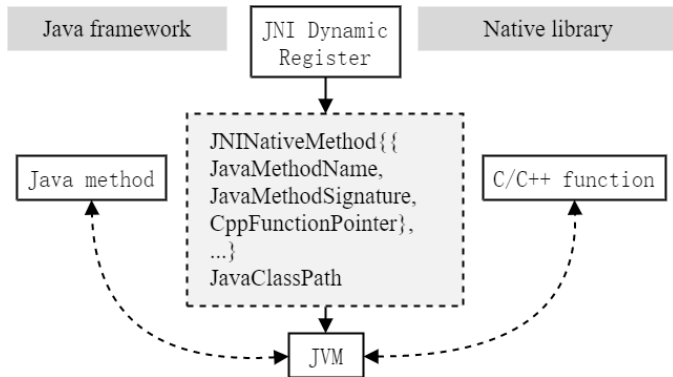 Java framework
JNI Dynamic
Register
Native library
JNINativeMethod{{
JavaMethodName,
JavaMethodSignature,
CppFunctionPointer},
...}
JavaClassPath
Java method
C/C++ function
JVM